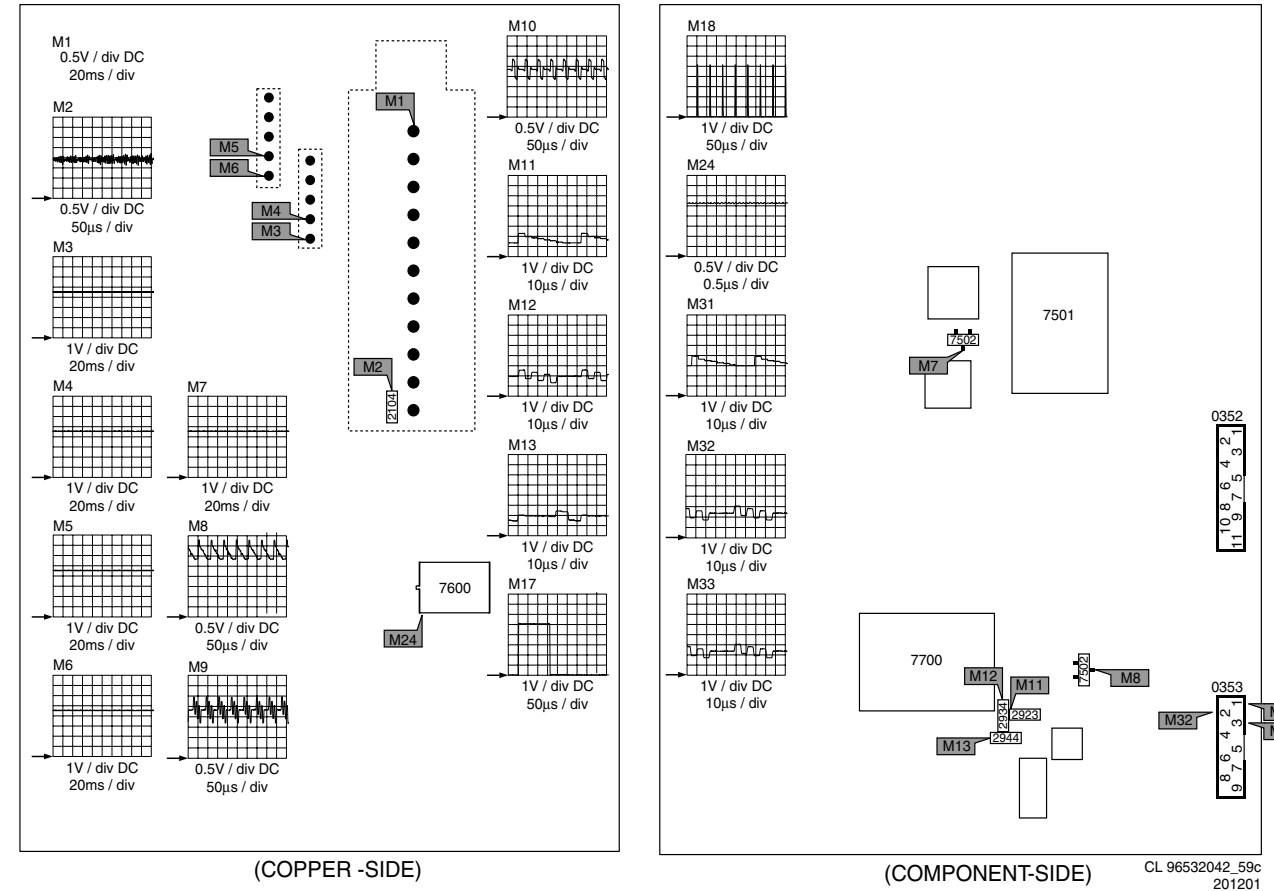 M1
0.5V / div DC
20ms / div
M2
0.5V / div DC
50µs / div
M3
1V / div DC
20ms / div
M4
1V / div DC
20ms / div
M5
1V / div DC
20ms / div
M6
1V / div DC
20ms / div
M7
1V / div DC
20ms / div
M8
0.5V / div DC
50µs / div
M9
0.5V / div DC
50µs / div
M5
M6
M4
M3
M1
M2
2104
7600
M24
M10
0.5V / div DC
50µs / div
M11
1V / div DC
10µs / div
M12
1V / div DC
10µs / div
M13
1V / div DC
10µs / div
M17
1V / div DC
50µs / div
(COPPER -SIDE)
M18
1V / div DC
50µs / div
M24
0.5V / div DC
0.5µs / div
M31
1V / div DC
10µs / div
M32
1V / div DC
10µs / div
M33
1V / div DC
10µs / div
7501
7502
M7
0352
1
2
3
4
5
6
7
8
9
10
11
7700
M12
M11
2934
2923
M13
2944
7502
M8
0353
M32
1
2
3
4
5
6
7
8
9
M
M
(COMPONENT-SIDE)
CL 96532042_59c
201201